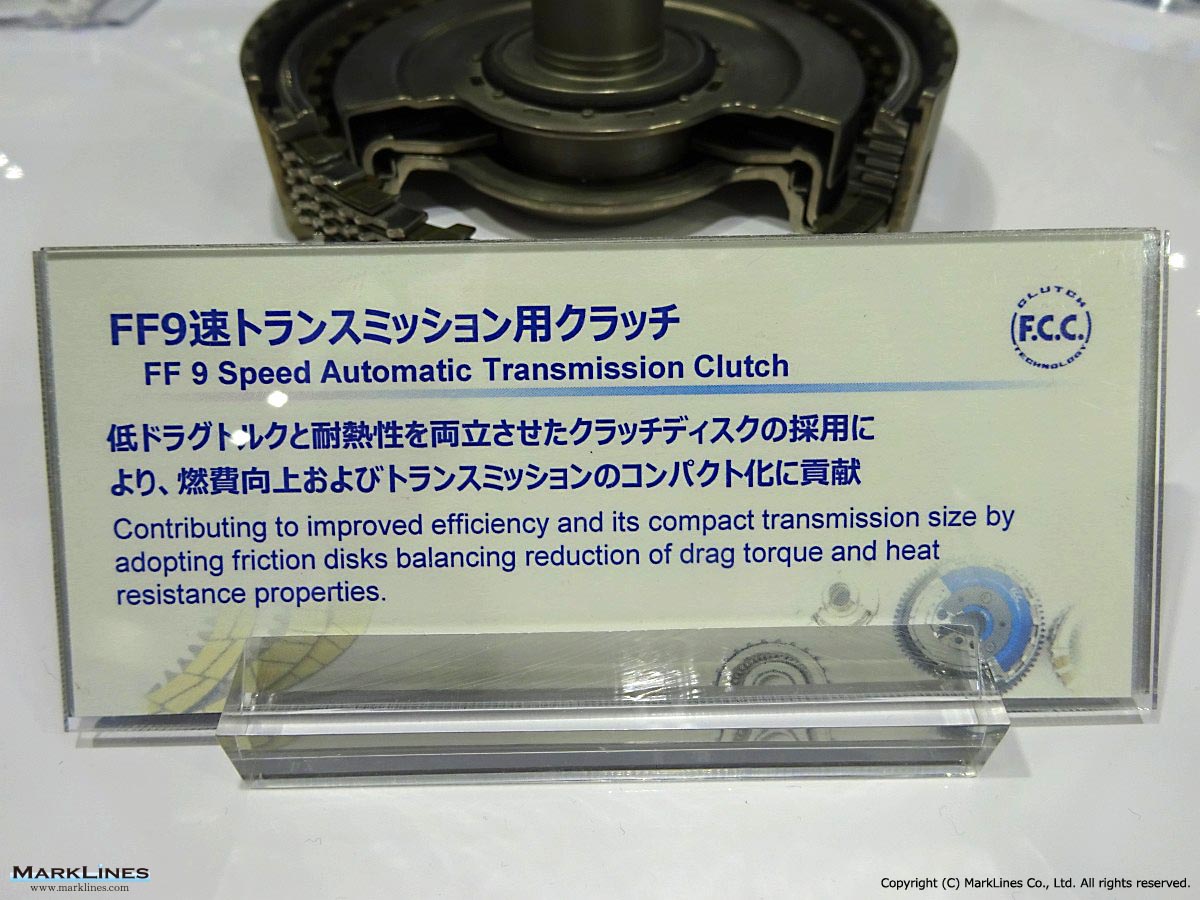 FF9速トランスミッション用クラッチ
FF 9 Speed Automatic Transmission Clutch
CLUTCH
F.C.C.
TECHNOLOGY
低ドラグトルクと耐熱性を両立させたクラッチディスクの採用に
より、燃費向上およびトランスミッションのコンパクト化に貢献
Contributing to improved efficiency and its compact transmission size by
adopting friction disks balancing reduction of drag torque and heat
resistance properties.
MARKLINES
www.marklines.com
Copyright (C) MarkLines Co., Ltd. All rights reserved.